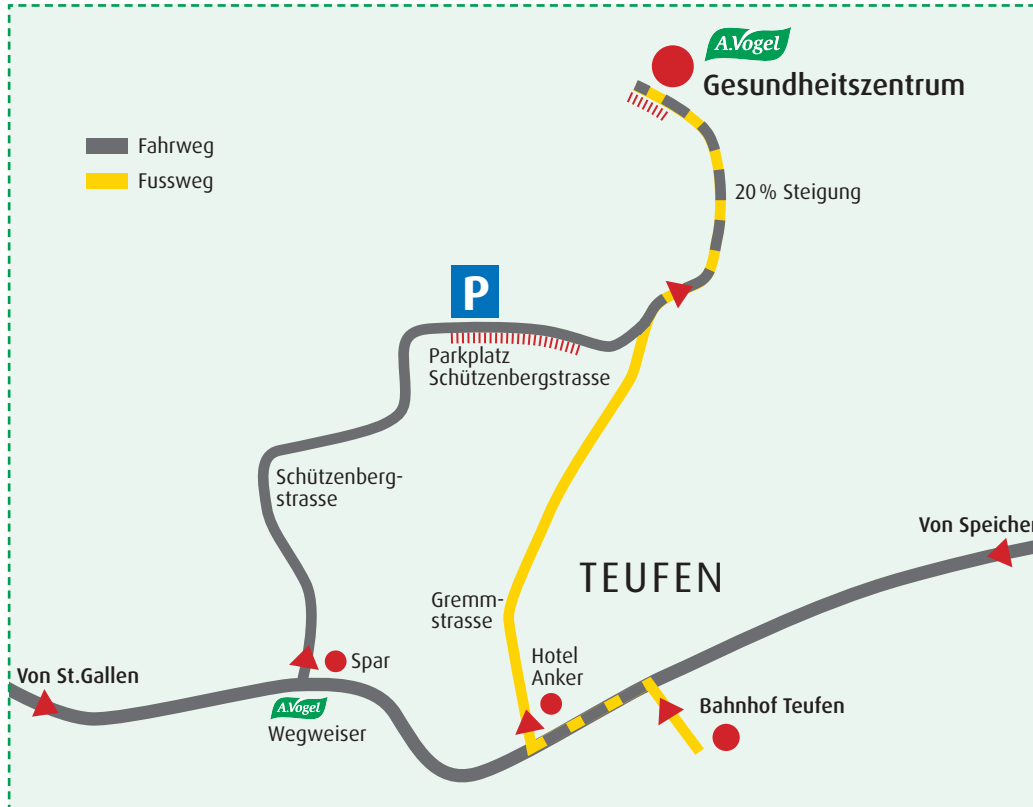 A.Vogel
Gesundheitszentrum
Fahrweg
Fussweg
20 % Steigung
P
Parkplatz
Schützenbergstrasse
Schützenberg-
strasse
Von Speicher
TEUFEN
Gremm-
strasse
Hotel
Anker
Spar
Von St.Gallen
A.Vogel
Wegweiser
Bahnhof Teufen